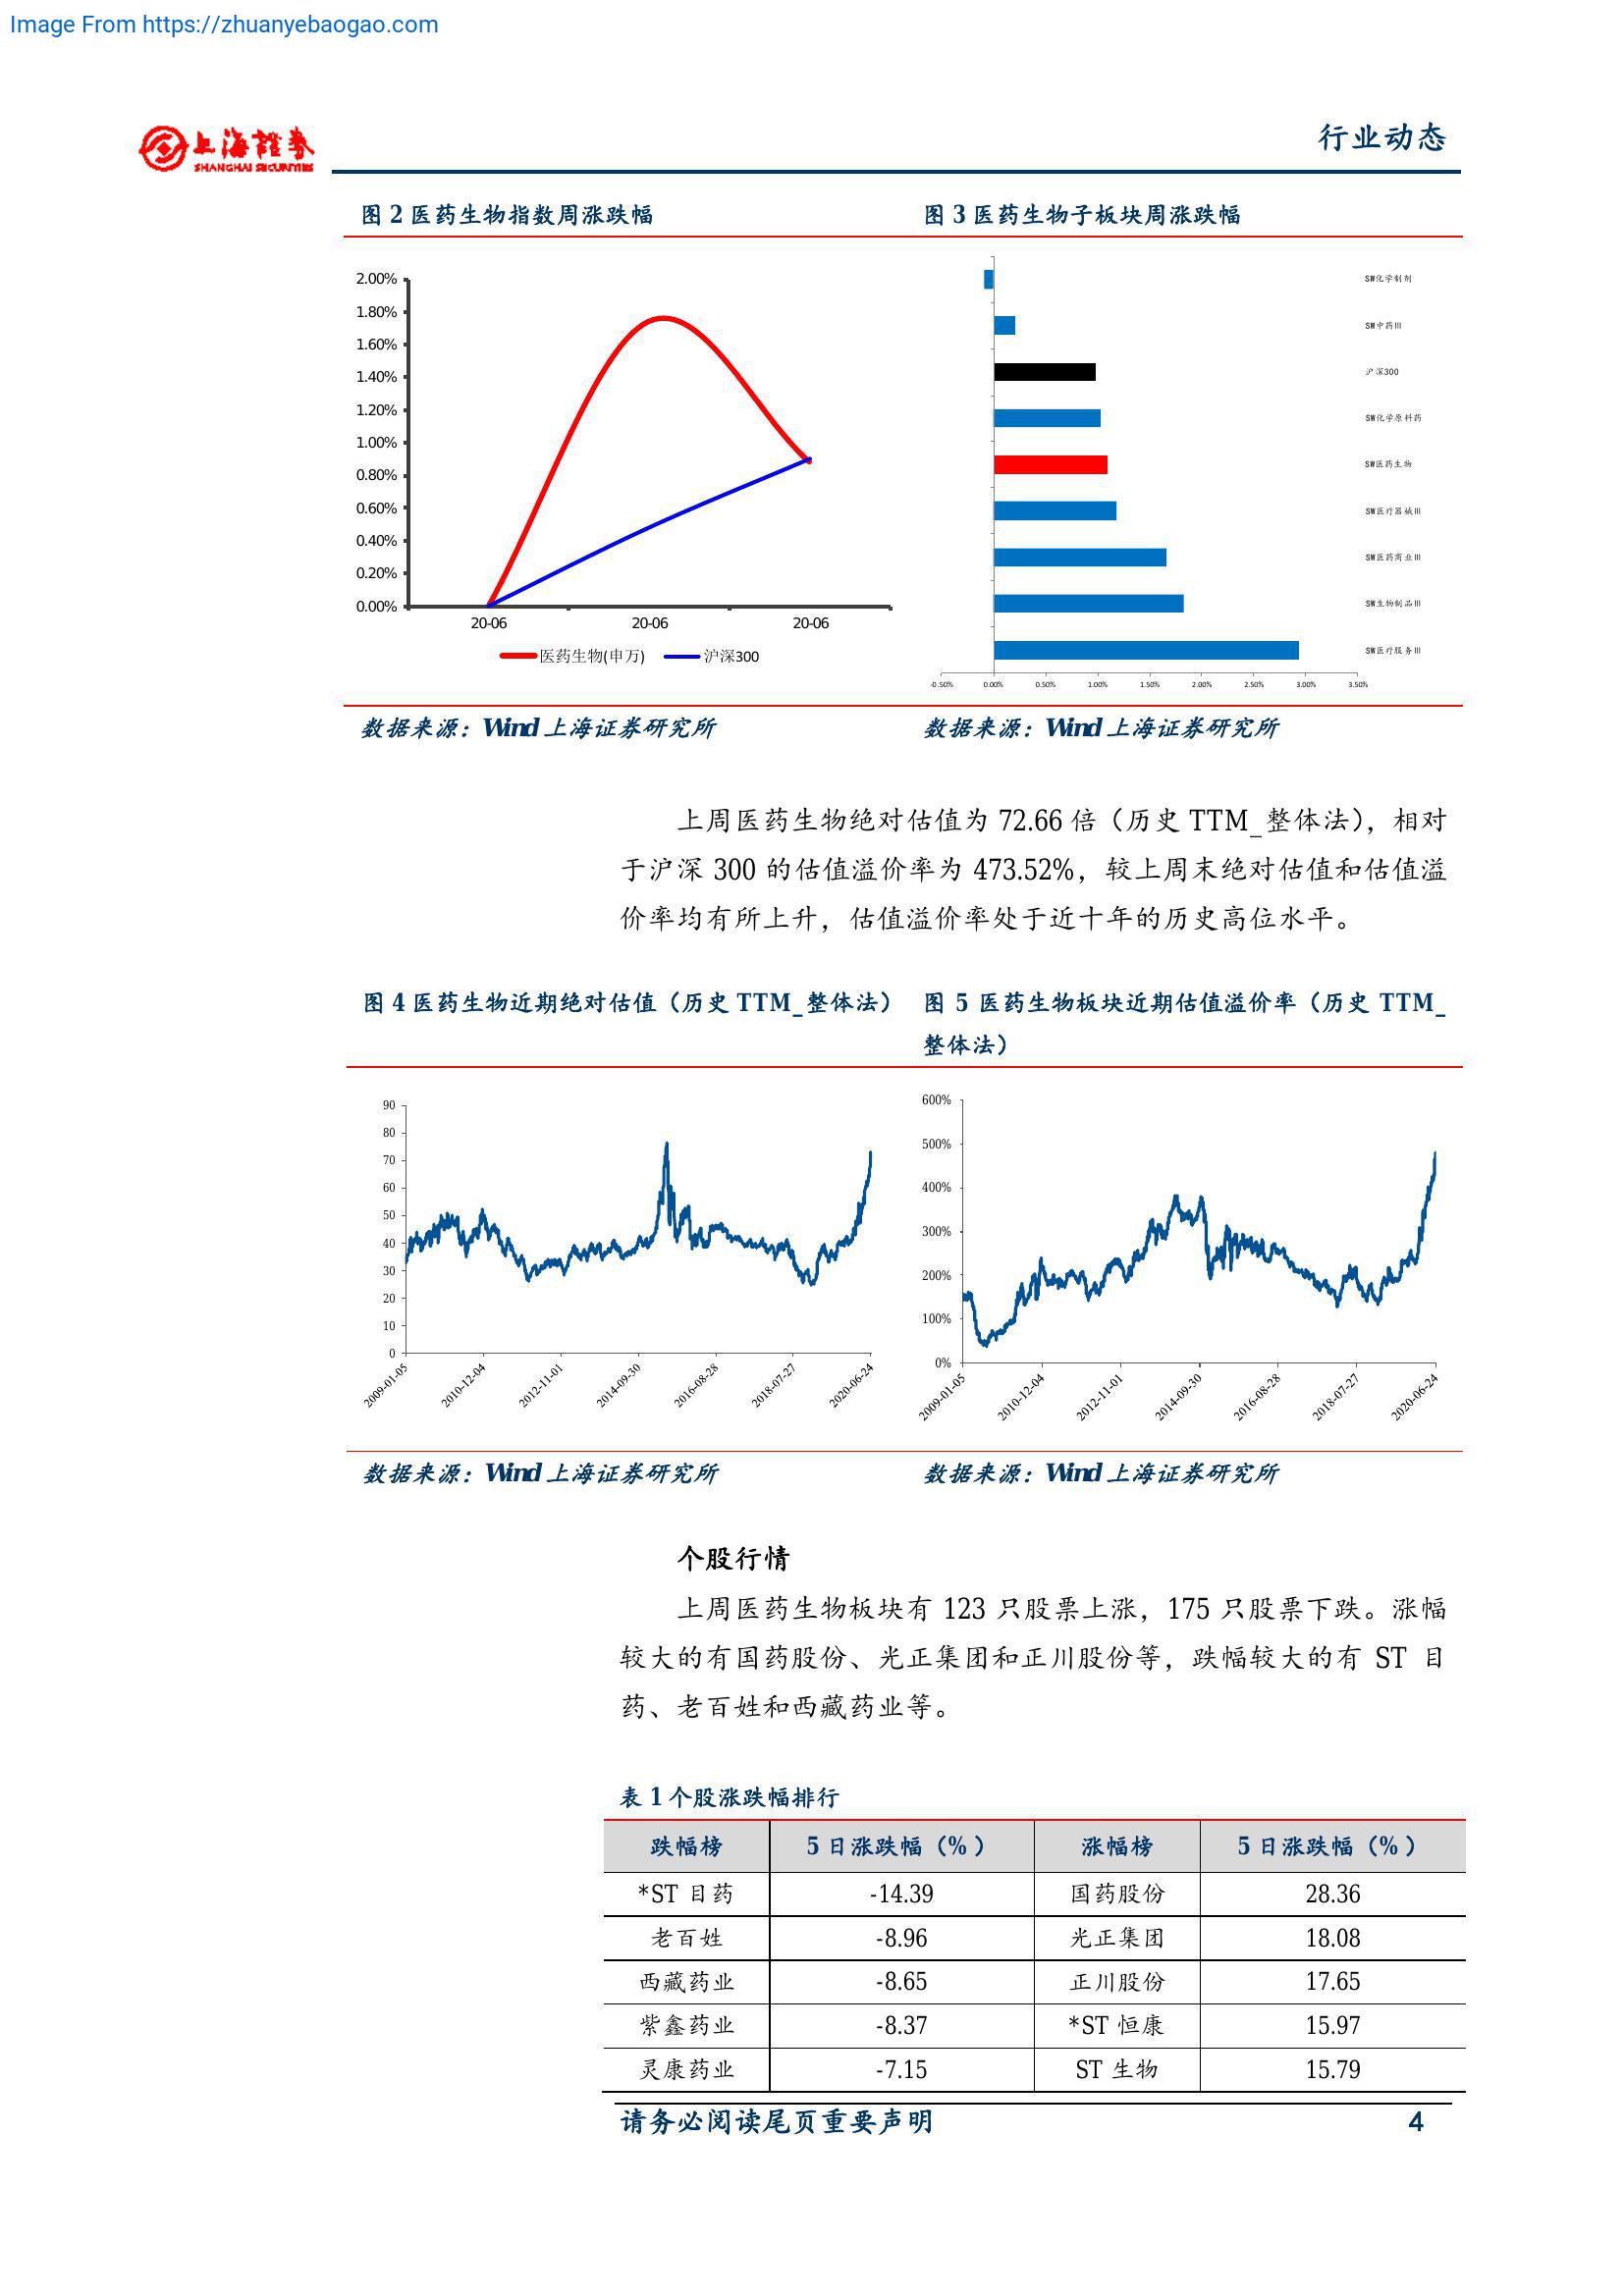 Image From https://zhuanyebaogao.com
上海證券
SHANGHAI SECURITIES
行业动态
图 2 医药生物指数周涨跌幅
图 3 医药生物子板块周涨跌幅
2.00%
1.80%
1.60%
1.40%
1.20%
1.00%
0.80%
0.60%
0.40%
0.20%
0.00%
20-06 20-06 20-06
医药生物(申万) 沪深300
SW化学制剂
SW中药III
沪深300
SW化学原料药
SW医药生物
SW医疗器械III
SW医药商业III
SW生物制品III
SW医疗服务III
-0.50% 0.00% 0.50% 1.00% 1.50% 2.00% 2.50% 3.00% 3.50%
数据来源：Wind 上海证券研究所
数据来源：Wind 上海证券研究所
上周医药生物绝对估值为 72.66 倍（历史 TTM_整体法），相对
于沪深 300 的估值溢价率为 473.52%，较上周末绝对估值和估值溢
价率均有所上升，估值溢价率处于近十年的历史高位水平。
图 4 医药生物近期绝对估值（历史 TTM_整体法）
图 5 医药生物板块近期估值溢价率（历史 TTM_
整体法）
90
80
70
60
50
40
30
20
10
0
2009-01-05 2010-12-04 2012-11-01 2014-09-30 2016-08-28 2018-07-27 2020-06-24
600%
500%
400%
300%
200%
100%
0%
2009-01-05 2010-12-04 2012-11-01 2014-09-30 2016-08-28 2018-07-27 2020-06-24
数据来源：Wind 上海证券研究所
数据来源：Wind 上海证券研究所
个股行情
上周医药生物板块有 123 只股票上涨，175 只股票下跌。涨幅
较大的有国药股份、光正集团和正川股份等，跌幅较大的有 ST 目
药、老百姓和西藏药业等。
表 1 个股涨跌幅排行
跌幅榜 5 日涨跌幅（%） 涨幅榜 5 日涨跌幅（%）
*ST 目药 -14.39 国药股份 28.36
老百姓 -8.96 光正集团 18.08
西藏药业 -8.65 正川股份 17.65
紫鑫药业 -8.37 *ST 恒康 15.97
灵康药业 -7.15 ST 生物 15.79
请务必阅读尾页重要声明
4